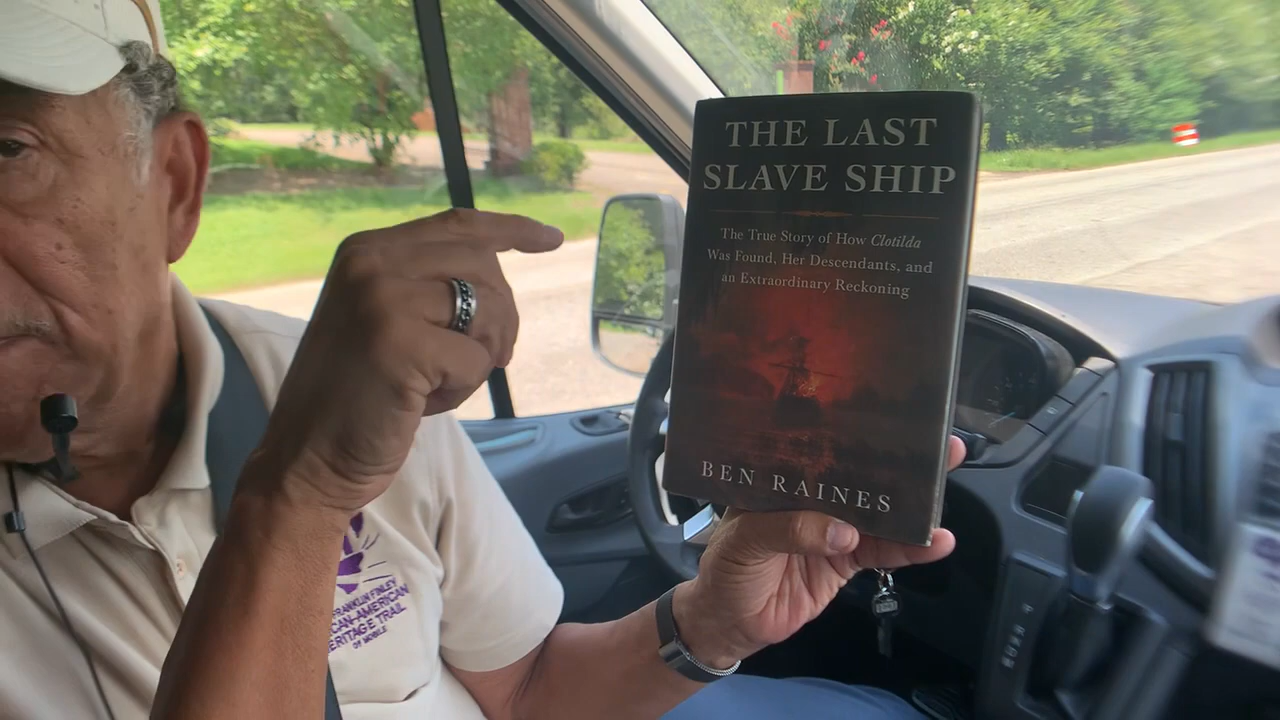 THE LAST
SLAVE SHIP
The True Story of How Clotilda
Was Found, Her Descendants, and
an Extraordinary Reckoning
BEN RAINES
FRANKLIN FINLEY
CAN-AMERICAN
HERITAGE TRAIL
OF MOBILE